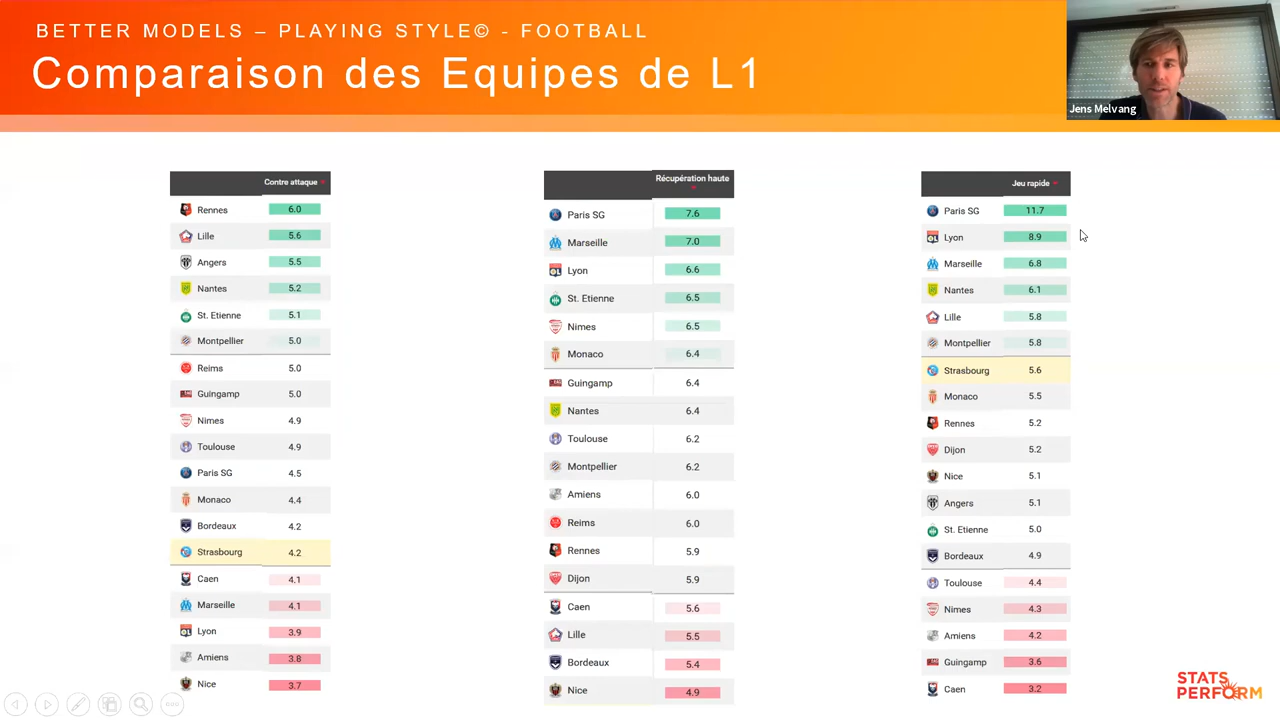 BETTER MODELS – PLAYING STYLE© - FOOTBALL
Comparaison des Equipes de L1
Jens Melvang
Contre attaque
Rennes 6.0
Lille 5.6
Angers 5.5
Nantes 5.2
St. Etienne 5.1
Montpellier 5.0
Reims 5.0
Guingamp 5.0
Nimes 4.9
Toulouse 4.9
Paris SG 4.5
Monaco 4.4
Bordeaux 4.2
Strasbourg 4.2
Caen 4.1
Marseille 4.1
Lyon 3.9
Amiens 3.8
Nice 3.7
Récupération haute
Paris SG 7.6
Marseille 7.0
Lyon 6.6
St. Etienne 6.5
Nimes 6.5
Monaco 6.4
Guingamp 6.4
Nantes 6.4
Toulouse 6.2
Montpellier 6.2
Amiens 6.0
Reims 6.0
Rennes 5.9
Dijon 5.9
Caen 5.6
Lille 5.5
Bordeaux 5.4
Nice 4.9
Jeu rapide
Paris SG 11.7
Lyon 8.9
Marseille 6.8
Nantes 6.1
Lille 5.8
Montpellier 5.8
Strasbourg 5.6
Monaco 5.5
Rennes 5.2
Dijon 5.2
Nice 5.1
Angers 5.1
St. Etienne 5.0
Bordeaux 4.9
Toulouse 4.4
Nimes 4.3
Amiens 4.2
Guingamp 3.6
Caen 3.2
STATS
PERFORM